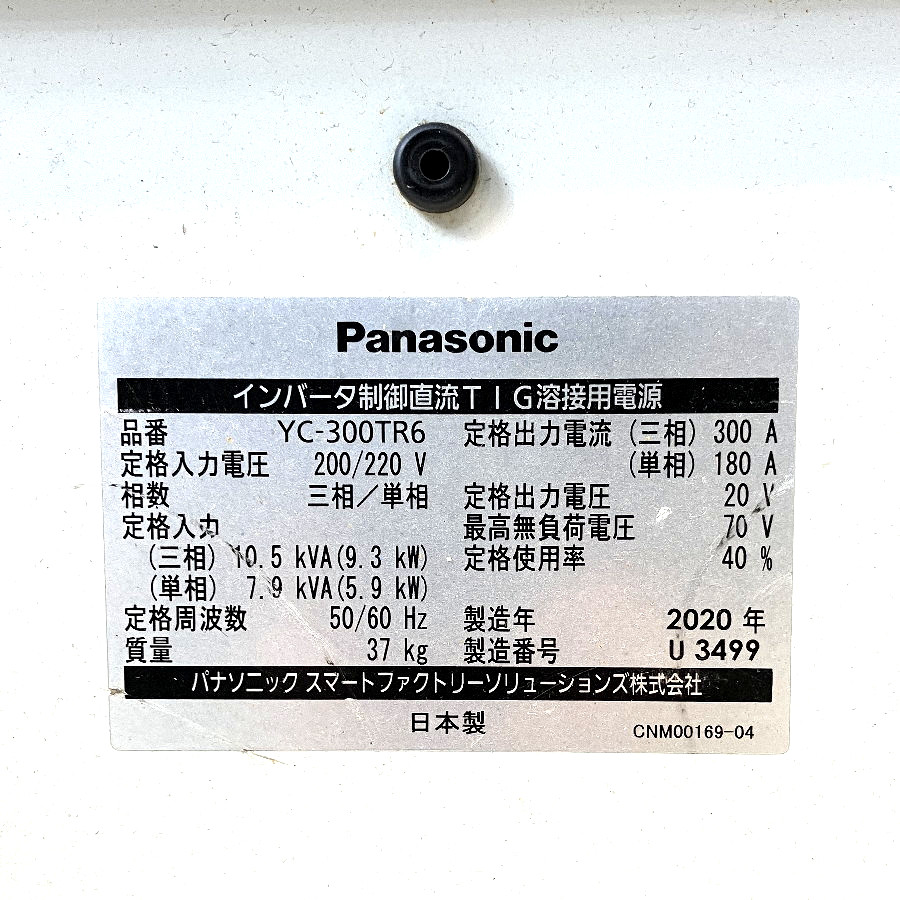 Panasonic
インバータ制御直流TIG溶接用電源
品番 YC-300TR6 定格出力電流 (三相) 300 A
定格入力電圧 200/220 V (単相) 180 A
相数 三相／単相 定格出力電圧 20 V
定格入力 最高無負荷電圧 70 V
(三相) 10.5 kVA(9.3 kW) 定格使用率 40 %
(単相) 7.9 kVA(5.9 kW)
定格周波数 50/60 Hz 製造年 2020 年
質量 37 kg 製造番号 U 3499
パナソニック スマートファクトリーソリューションズ株式会社
日本製 CNM00169-04